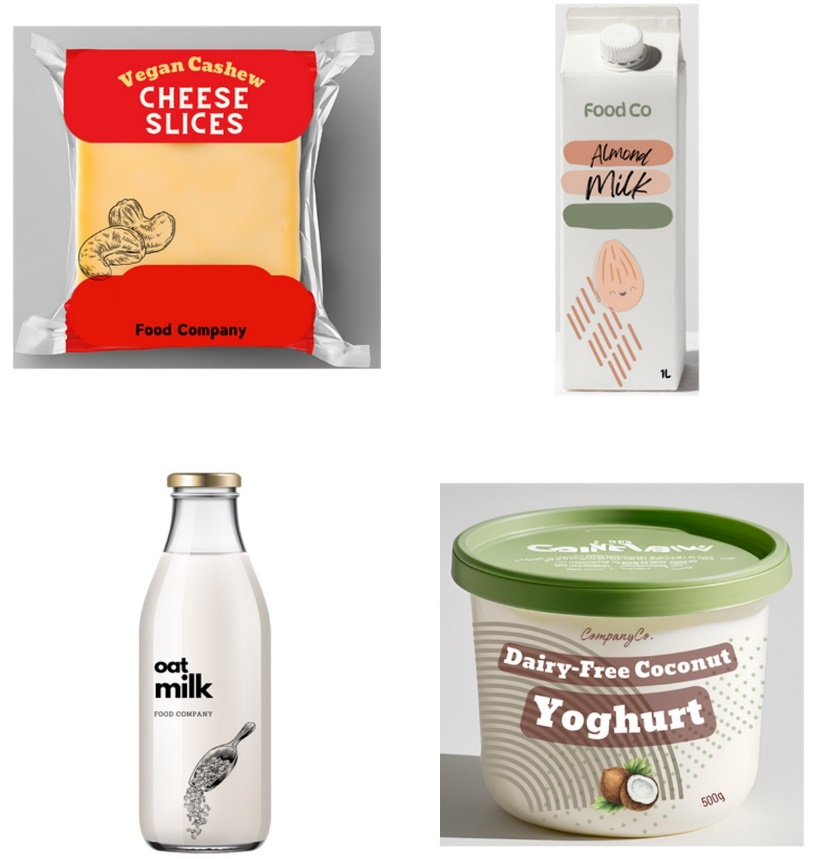 Vegan Cashew
CHEESE
SLICES
Food Company
Food Co
Almond
Milk
1L
oat
milk
FOOD COMPANY
CompanyCo.
Dairy-Free Coconut
Yoghurt
500g